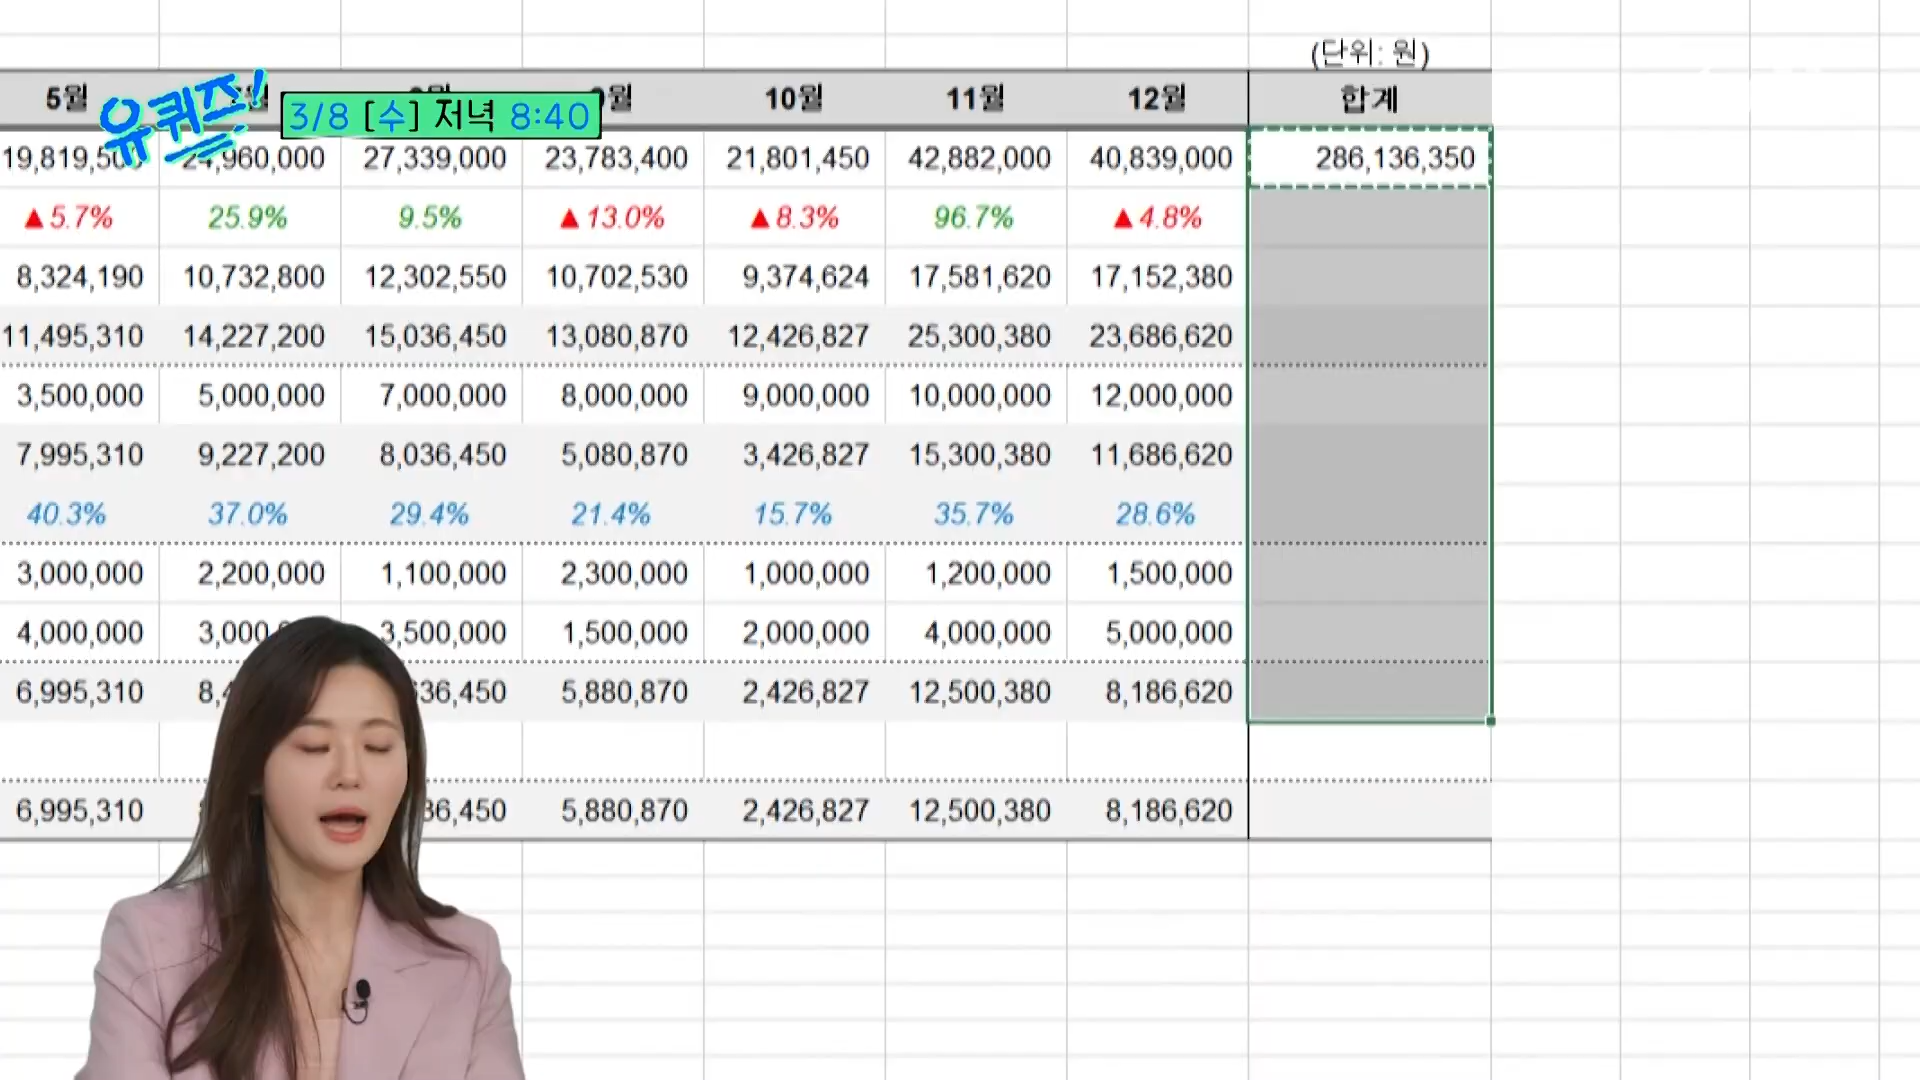 (단위: 원)
5월 9월 10월 11월 12월 합계
유퀴즈! 3/8 [수] 저녁 8:40
24,960,000 27,339,000 23,783,400 21,801,450 42,882,000 40,839,000 286,136,350
▲5.7% 25.9% 9.5% ▲13.0% ▲8.3% 96.7% ▲4.8%
8,324,190 10,732,800 12,302,550 10,702,530 9,374,624 17,581,620 17,152,380
11,495,310 14,227,200 15,036,450 13,080,870 12,426,827 25,300,380 23,686,620
3,500,000 5,000,000 7,000,000 8,000,000 9,000,000 10,000,000 12,000,000
7,995,310 9,227,200 8,036,450 5,080,870 3,426,827 15,300,380 11,686,620
40.3% 37.0% 29.4% 21.4% 15.7% 35.7% 28.6%
3,000,000 2,200,000 1,100,000 2,300,000 1,000,000 1,200,000 1,500,000
4,000,000 3,500,000 1,500,000 2,000,000 4,000,000 5,000,000
6,995,310 5,880,870 2,426,827 12,500,380 8,186,620
6,995,310 5,880,870 2,426,827 12,500,380 8,186,620